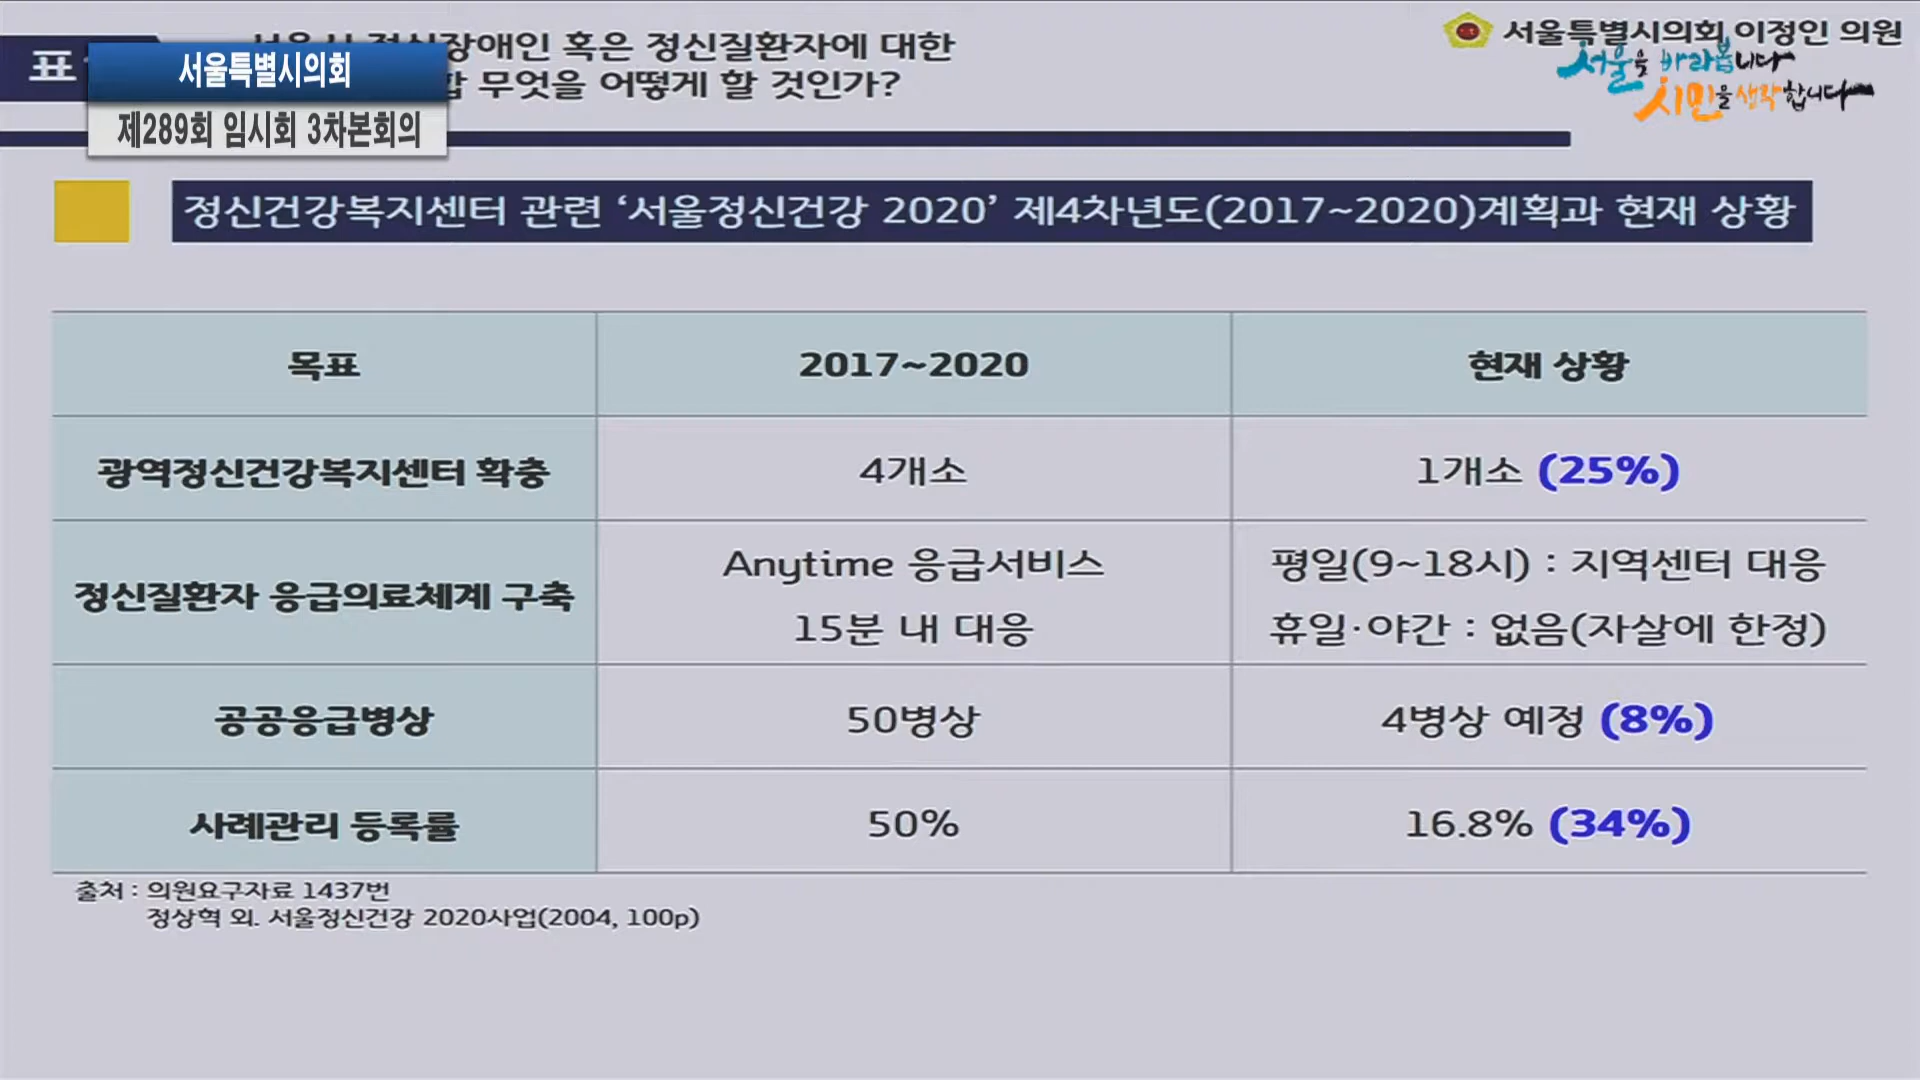 서울특별시의회
제289회 임시회 3차본회의
표
장애인 혹은 정신질환자에 대한
무엇을 어떻게 할 것인가?
서울특별시의회 이정인 의원
서울을 바라봅니다
시민을 생각합니다
정신건강복지센터 관련 ‘서울정신건강 2020’ 제4차년도(2017~2020)계획과 현재 상황
목표 2017~2020 현재 상황
광역정신건강복지센터 확충 4개소 1개소 (25%)
정신질환자 응급의료체계 구축
Anytime 응급서비스
15분 내 대응
평일(9~18시) : 지역센터 대응
휴일·야간 : 없음(자살에 한정)
공공응급병상 50병상 4병상 예정 (8%)
사례관리 등록률 50% 16.8% (34%)
출처 : 의원요구자료 1437번
정상혁 외. 서울정신건강 2020사업(2004, 100p)